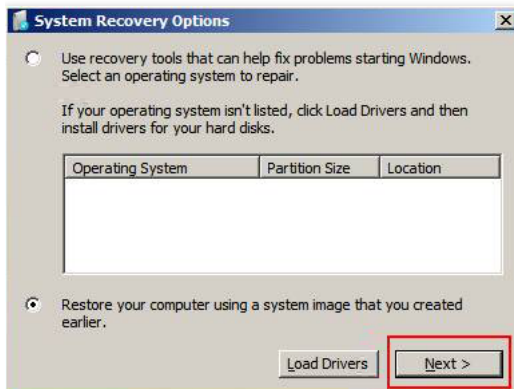 System Recovery Options
Use recovery tools that can help fix problems starting Windows.
Select an operating system to repair.
If your operating system isn't listed, click Load Drivers and then
install drivers for your hard disks.
Operating System Partition Size Location
Restore your computer using a system image that you created
earlier.
Load Drivers Next >